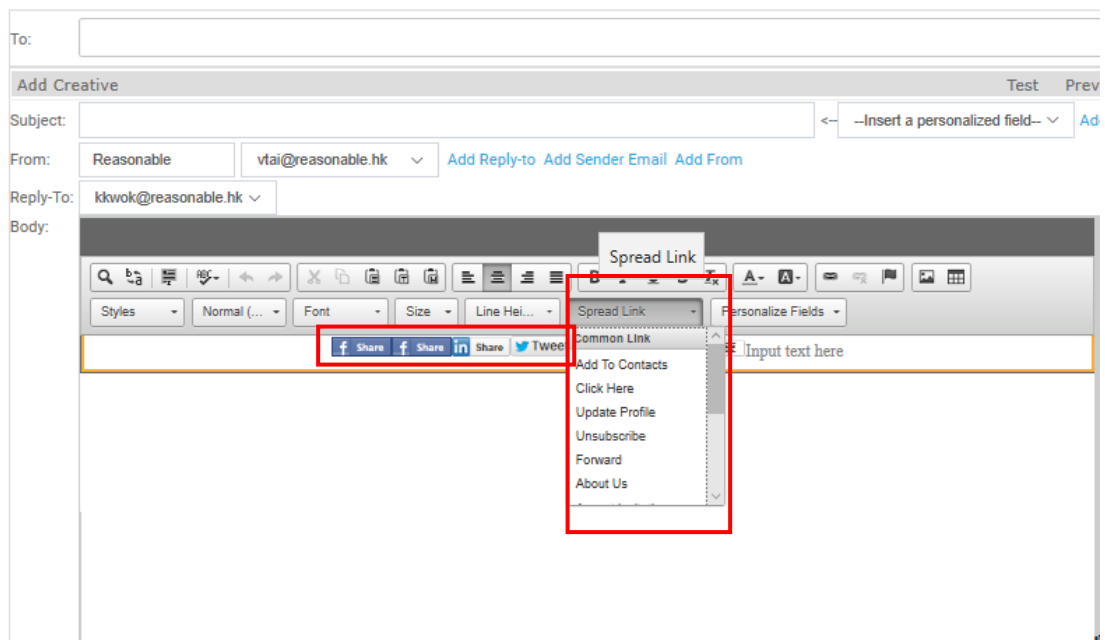 To:
Add Creative Test Prev
Subject: <-- --Insert a personalized field-- Ad
From: Reasonable vtai@reasonable.hk Add Reply-to Add Sender Email Add From
Reply-To: kkwok@reasonable.hk
Body:
Spread Link
Styles Normal (... Font Size Line Hei... Spread Link Personalize Fields
Share Share Share Tweet Input text here
Common Link
Add To Contacts
Click Here
Update Profile
Unsubscribe
Forward
About Us